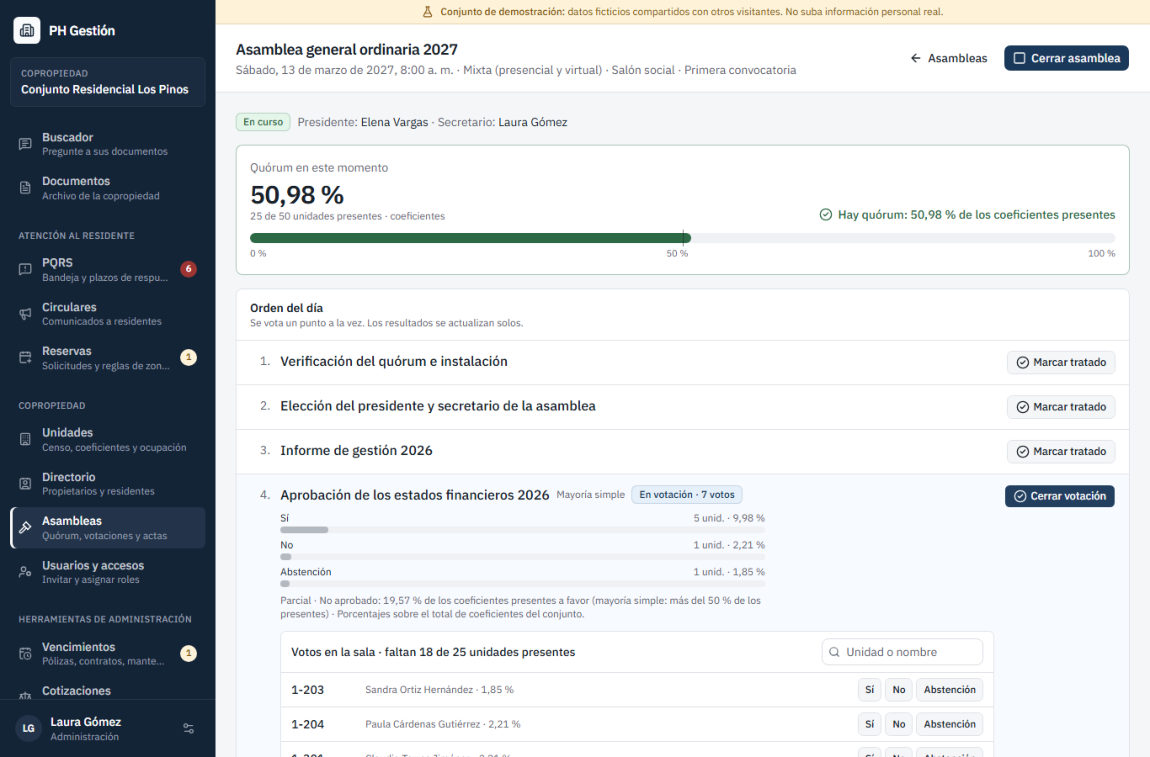 Conjunto de demostración: datos ficticios compartidos con otros visitantes. No suba información personal real.
PH Gestión
COPROPIEDAD
Conjunto Residencial Los Pinos
Buscador
Pregunte a sus documentos
Documentos
Archivo de la copropiedad
ATENCIÓN AL RESIDENTE
PQRS
Bandeja y plazos de respu...
6
Circulares
Comunicados a residentes
Reservas
Solicitudes y reglas de zon...
1
COPROPIEDAD
Unidades
Censo, coeficientes y ocupación
Directorio
Propietarios y residentes
Asambleas
Quórum, votaciones y actas
Usuarios y accesos
Invitar y asignar roles
HERRAMIENTAS DE ADMINISTRACIÓN
Vencimientos
Pólizas, contratos, mante...
1
Cotizaciones
LG
Laura Gómez
Administración
Asamblea general ordinaria 2027
Sábado, 13 de marzo de 2027, 8:00 a. m. · Mixta (presencial y virtual) · Salón social · Primera convocatoria
← Asambleas
Cerrar asamblea
En curso
Presidente: Elena Vargas · Secretario: Laura Gómez
Quórum en este momento
50,98 %
25 de 50 unidades presentes · coeficientes
Hay quórum: 50,98 % de los coeficientes presentes
0 %
50 %
100 %
Orden del día
Se vota un punto a la vez. Los resultados se actualizan solos.
1. Verificación del quórum e instalación
Marcar tratado
2. Elección del presidente y secretario de la asamblea
Marcar tratado
3. Informe de gestión 2026
Marcar tratado
4. Aprobación de los estados financieros 2026 Mayoría simple En votación · 7 votos
Cerrar votación
Sí 5 unid. · 9,98 %
No 1 unid. · 2,21 %
Abstención 1 unid. · 1,85 %
Parcial · No aprobado: 19,57 % de los coeficientes presentes a favor (mayoría simple: más del 50 % de los
presentes) · Porcentajes sobre el total de coeficientes del conjunto.
Votos en la sala · faltan 18 de 25 unidades presentes
Unidad o nombre
1-203 Sandra Ortiz Hernández · 1,85 % Sí No Abstención
1-204 Paula Cárdenas Gutiérrez · 2,21 % Sí No Abstención